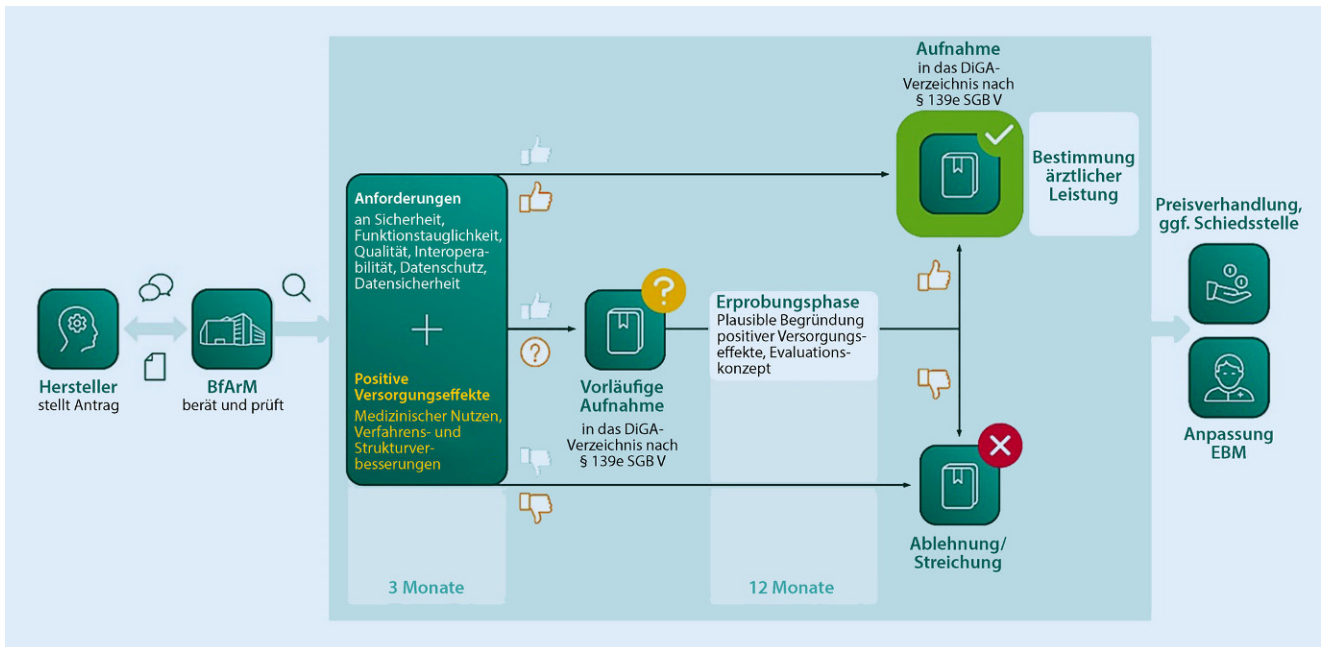 Hersteller
stellt Antrag
BfArM
berät und prüft
Anforderungen
an Sicherheit,
Funktionstauglichkeit,
Qualität, Interopera-
bilität, Datenschutz,
Datensicherheit
+
Positive
Versorgungseffekte
Medizinischer Nutzen,
Verfahrens- und
Strukturver-
besserungen
3 Monate
?
?
Vorläufige
Aufnahme
in das DiGA-
Verzeichnis nach
§ 139e SGB V
Erprobungsphase
Plausible Begründung
positiver Versorgungs-
effekte, Evaluations-
konzept
12 Monate
Aufnahme
in das DiGA-
Verzeichnis nach
§ 139e SGB V
Bestimmung
ärztlicher
Leistung
Ablehnung/
Streichung
Preisverhandlung,
ggf. Schiedsstelle
Anpassung
EBM